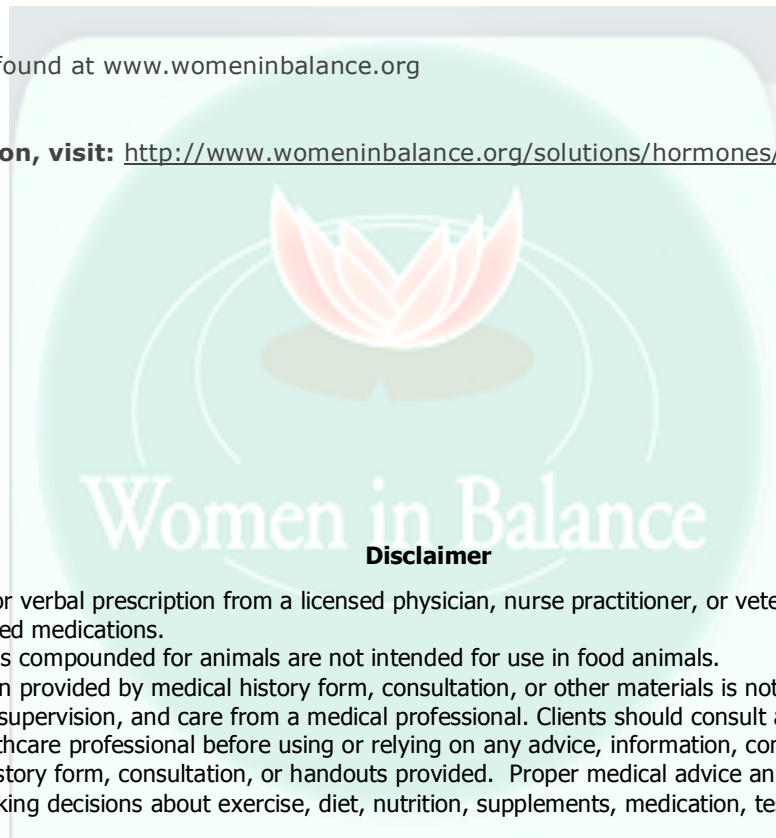 found at www.womeninbalance.org
on, visit: http://www.womeninbalance.org/solutions/hormones/
Women in Balance
Disclaimer
or verbal prescription from a licensed physician, nurse practitioner, or vete
ed medications.
s compounded for animals are not intended for use in food animals.
n provided by medical history form, consultation, or other materials is not
supervision, and care from a medical professional. Clients should consult a
thcare professional before using or relying on any advice, information, con
story form, consultation, or handouts provided.  Proper medical advice an
king decisions about exercise, diet, nutrition, supplements, medication, tes